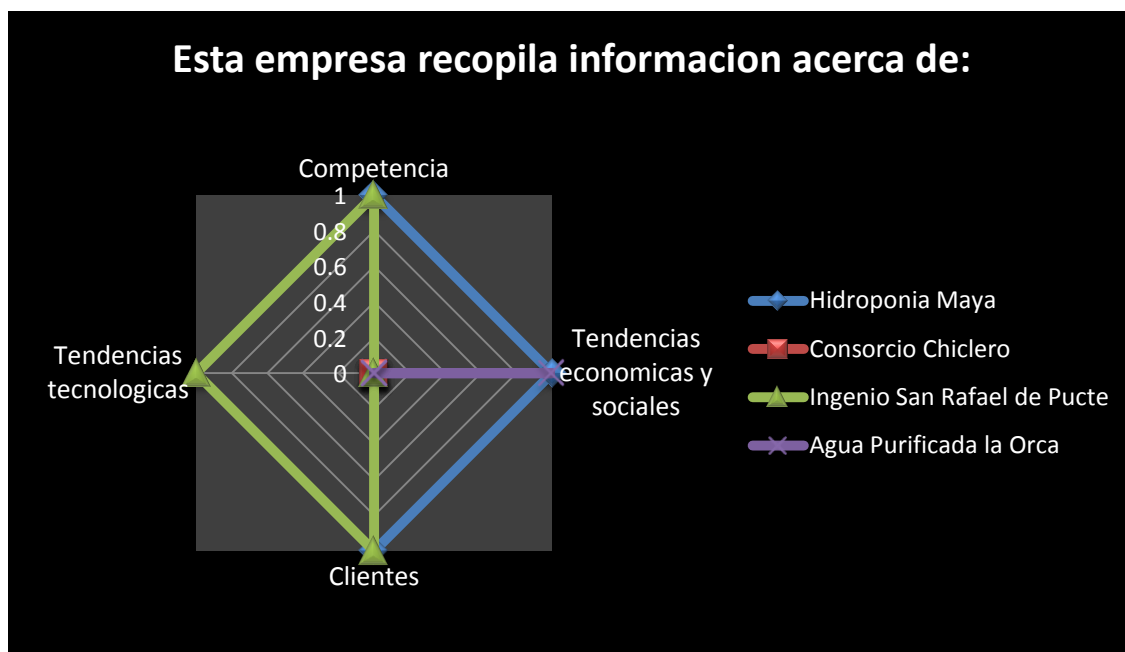 Esta empresa recopila informacion acerca de:
Competencia
1
0.8
0.6
0.4
0.2
0
Tendencias
economicas y
sociales
Clientes
Tendencias
tecnologicas
Hidroponia Maya
Consorcio Chiclero
Ingenio San Rafael de Pucte
Agua Purificada la Orca